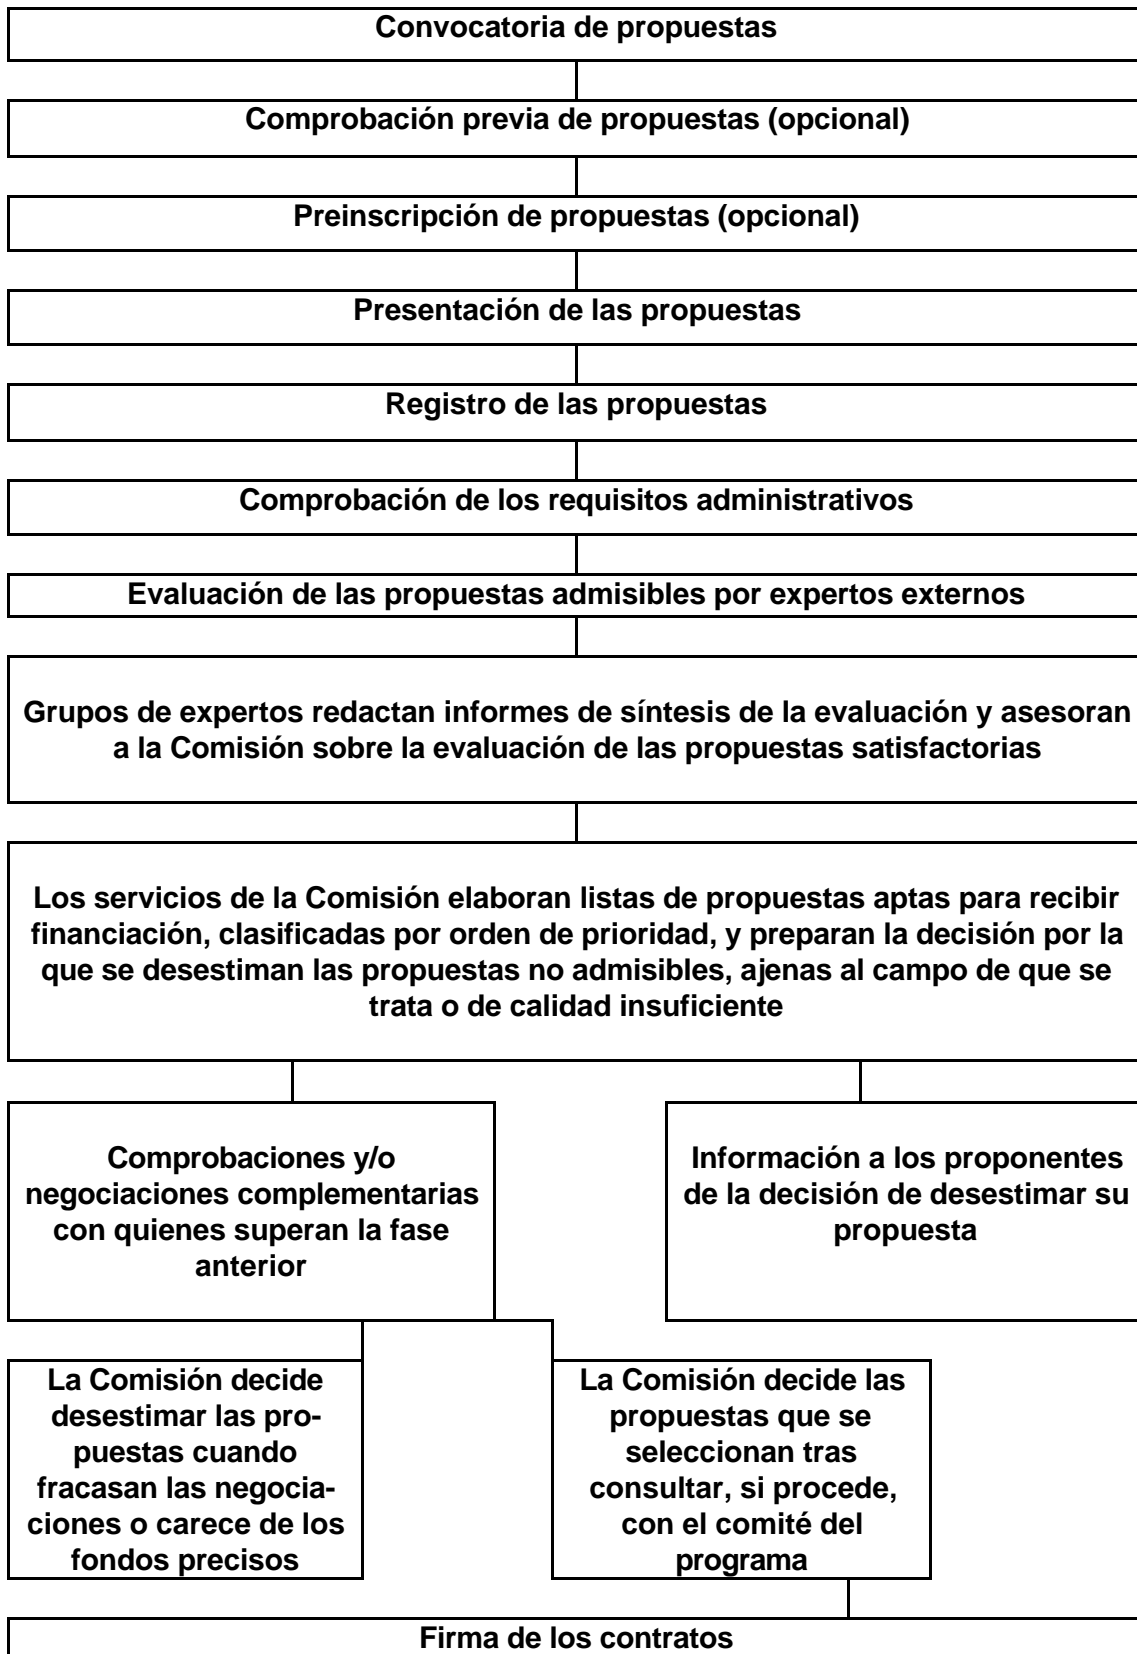 Convocatoria de propuestas
Comprobación previa de propuestas (opcional)
Preinscripción de propuestas (opcional)
Presentación de las propuestas
Registro de las propuestas
Comprobación de los requisitos administrativos
Evaluación de las propuestas admisibles por expertos externos
Grupos de expertos redactan informes de síntesis de la evaluación y asesoran
a la Comisión sobre la evaluación de las propuestas satisfactorias
Los servicios de la Comisión elaboran listas de propuestas aptas para recibir
financiación, clasificadas por orden de prioridad, y preparan la decisión por la
que se desestiman las propuestas no admisibles, ajenas al campo de que se
trata o de calidad insuficiente
Comprobaciones y/o
negociaciones complementarias
con quienes superan la fase
anterior
Información a los proponentes
de la decisión de desestimar su
propuesta
La Comisión decide
desestimar las pro-
puestas cuando
fracasan las negocia-
ciones o carece de los
fondos precisos
La Comisión decide las
propuestas que se
seleccionan tras
consultar, si procede,
con el comité del
programa
Firma de los contratos